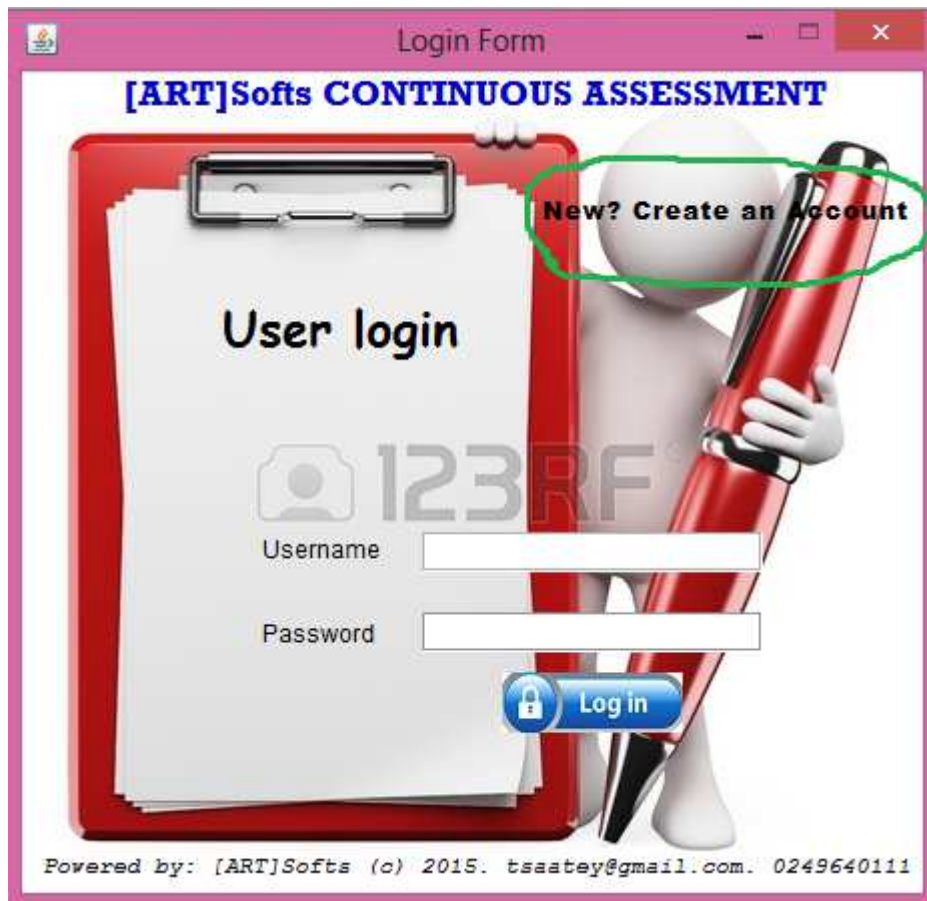 Login Form
[ART]Softs CONTINUOUS ASSESSMENT
New? Create an Account
User login
123RF
Username
Password
Log in
Powered by: [ART]Softs (c) 2015. tsaatey@gmail.com. 0249640111